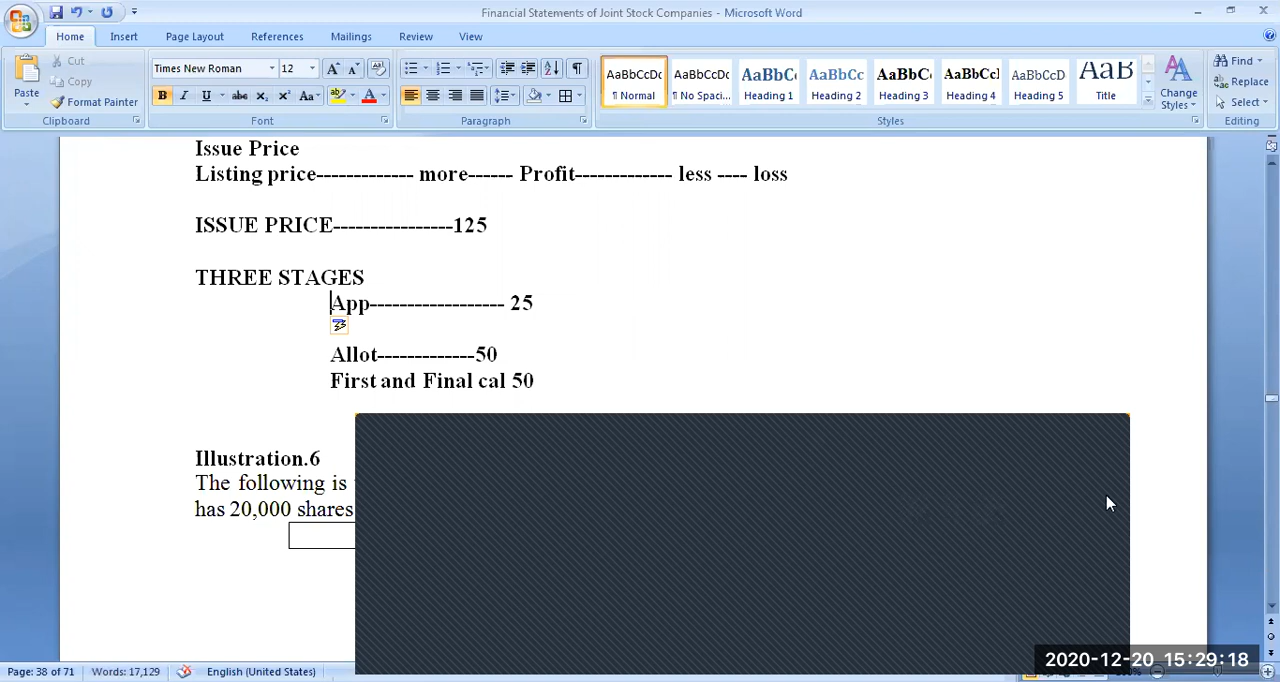 Financial Statements of Joint Stock Companies - Microsoft Word
Home Insert Page Layout References Mailings Review View
Paste
Cut
Copy
Format Painter
Clipboard
Times New Roman 12
Font
Paragraph
AaBbCcDc AaBbCcDc AaBbC( AaBbCc AaBbCc AaBbCcl AaBbCcD AaB
¶ Normal ¶ No Spaci... Heading 1 Heading 2 Heading 3 Heading 4 Heading 5 Title
Change Styles
Styles
Find
Replace
Select
Editing
Issue Price
Listing price------------- more------ Profit------------- less ---- loss
ISSUE PRICE----------------125
THREE STAGES
App------------------ 25
Allot-------------50
First and Final cal 50
Illustration.6
The following is
has 20,000 shares
Page: 38 of 71 Words: 17,129 English (United States)
2020-12-20 15:29:18